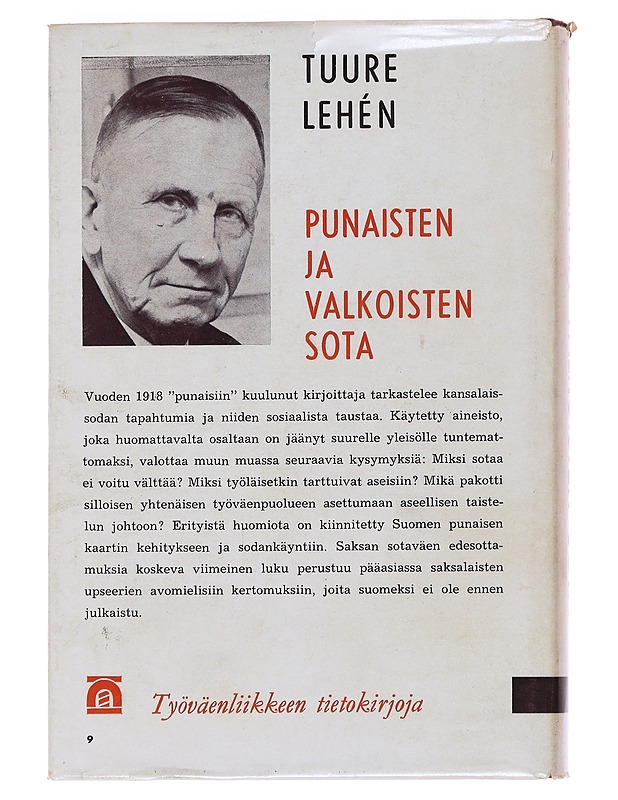 TUURE
LEHÉN
PUNAISTEN
JA
VALKOISTEN
SOTA
Vuoden 1918 ”punaisiin” kuulunut kirjoittaja tarkastelee kansalais-
sodan tapahtumia ja niiden sosiaalista taustaa. Käytetty aineisto,
joka huomattavalta osaltaan on jäänyt suurelle yleisölle tuntemat-
tomaksi, valottaa muun muassa seuraavia kysymyksiä: Miksi sotaa
ei voitu välttää? Miksi työläisetkin tarttuivat aseisiin? Mikä pakotti
silloisen yhtenäisen työväenpuolueen asettumaan aseellisen taiste-
lun johtoon? Erityistä huomiota on kiinnitetty Suomen punaisen
kaartin kehitykseen ja sodankäyntiin. Saksan sotaväen edesotta-
muksia koskeva viimeinen luku perustuu pääasiassa saksalaisten
upseerien avomielisiin kertomuksiin, joita suomeksi ei ole ennen
julkaistu.
Työväenliikkeen tietokirjoja
9